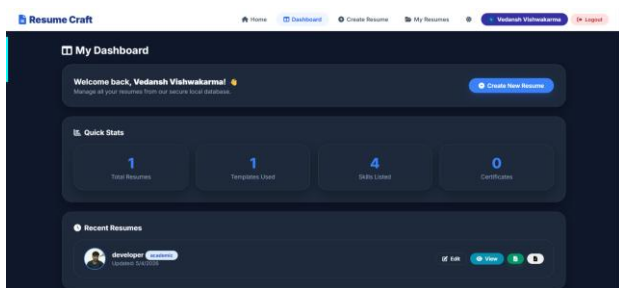 Resume Craft
Home Dashboard Create Resume My Resumes Vedansh Vishwakarma Logout
My Dashboard
Welcome back, Vedansh Vishwakarma! 👋
Manage all your resumes from our secure local database.
Create New Resume
Quick Stats
1 1 4 0
Total Resumes Templates Used Skills Listed Certificates
Recent Resumes
developer academic
Updated: 5/4/2026
Edit View